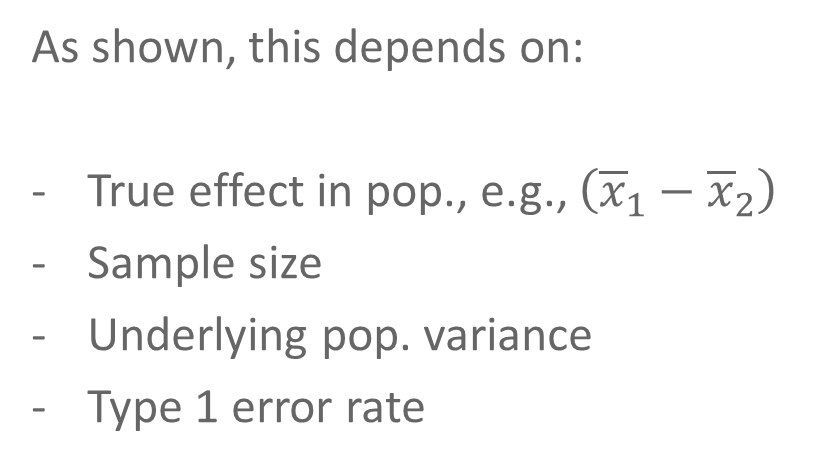 As shown, this depends on:
- True effect in pop., e.g., (x̅₁ − x̅₂)
- Sample size
- Underlying pop. variance
- Type 1 error rate